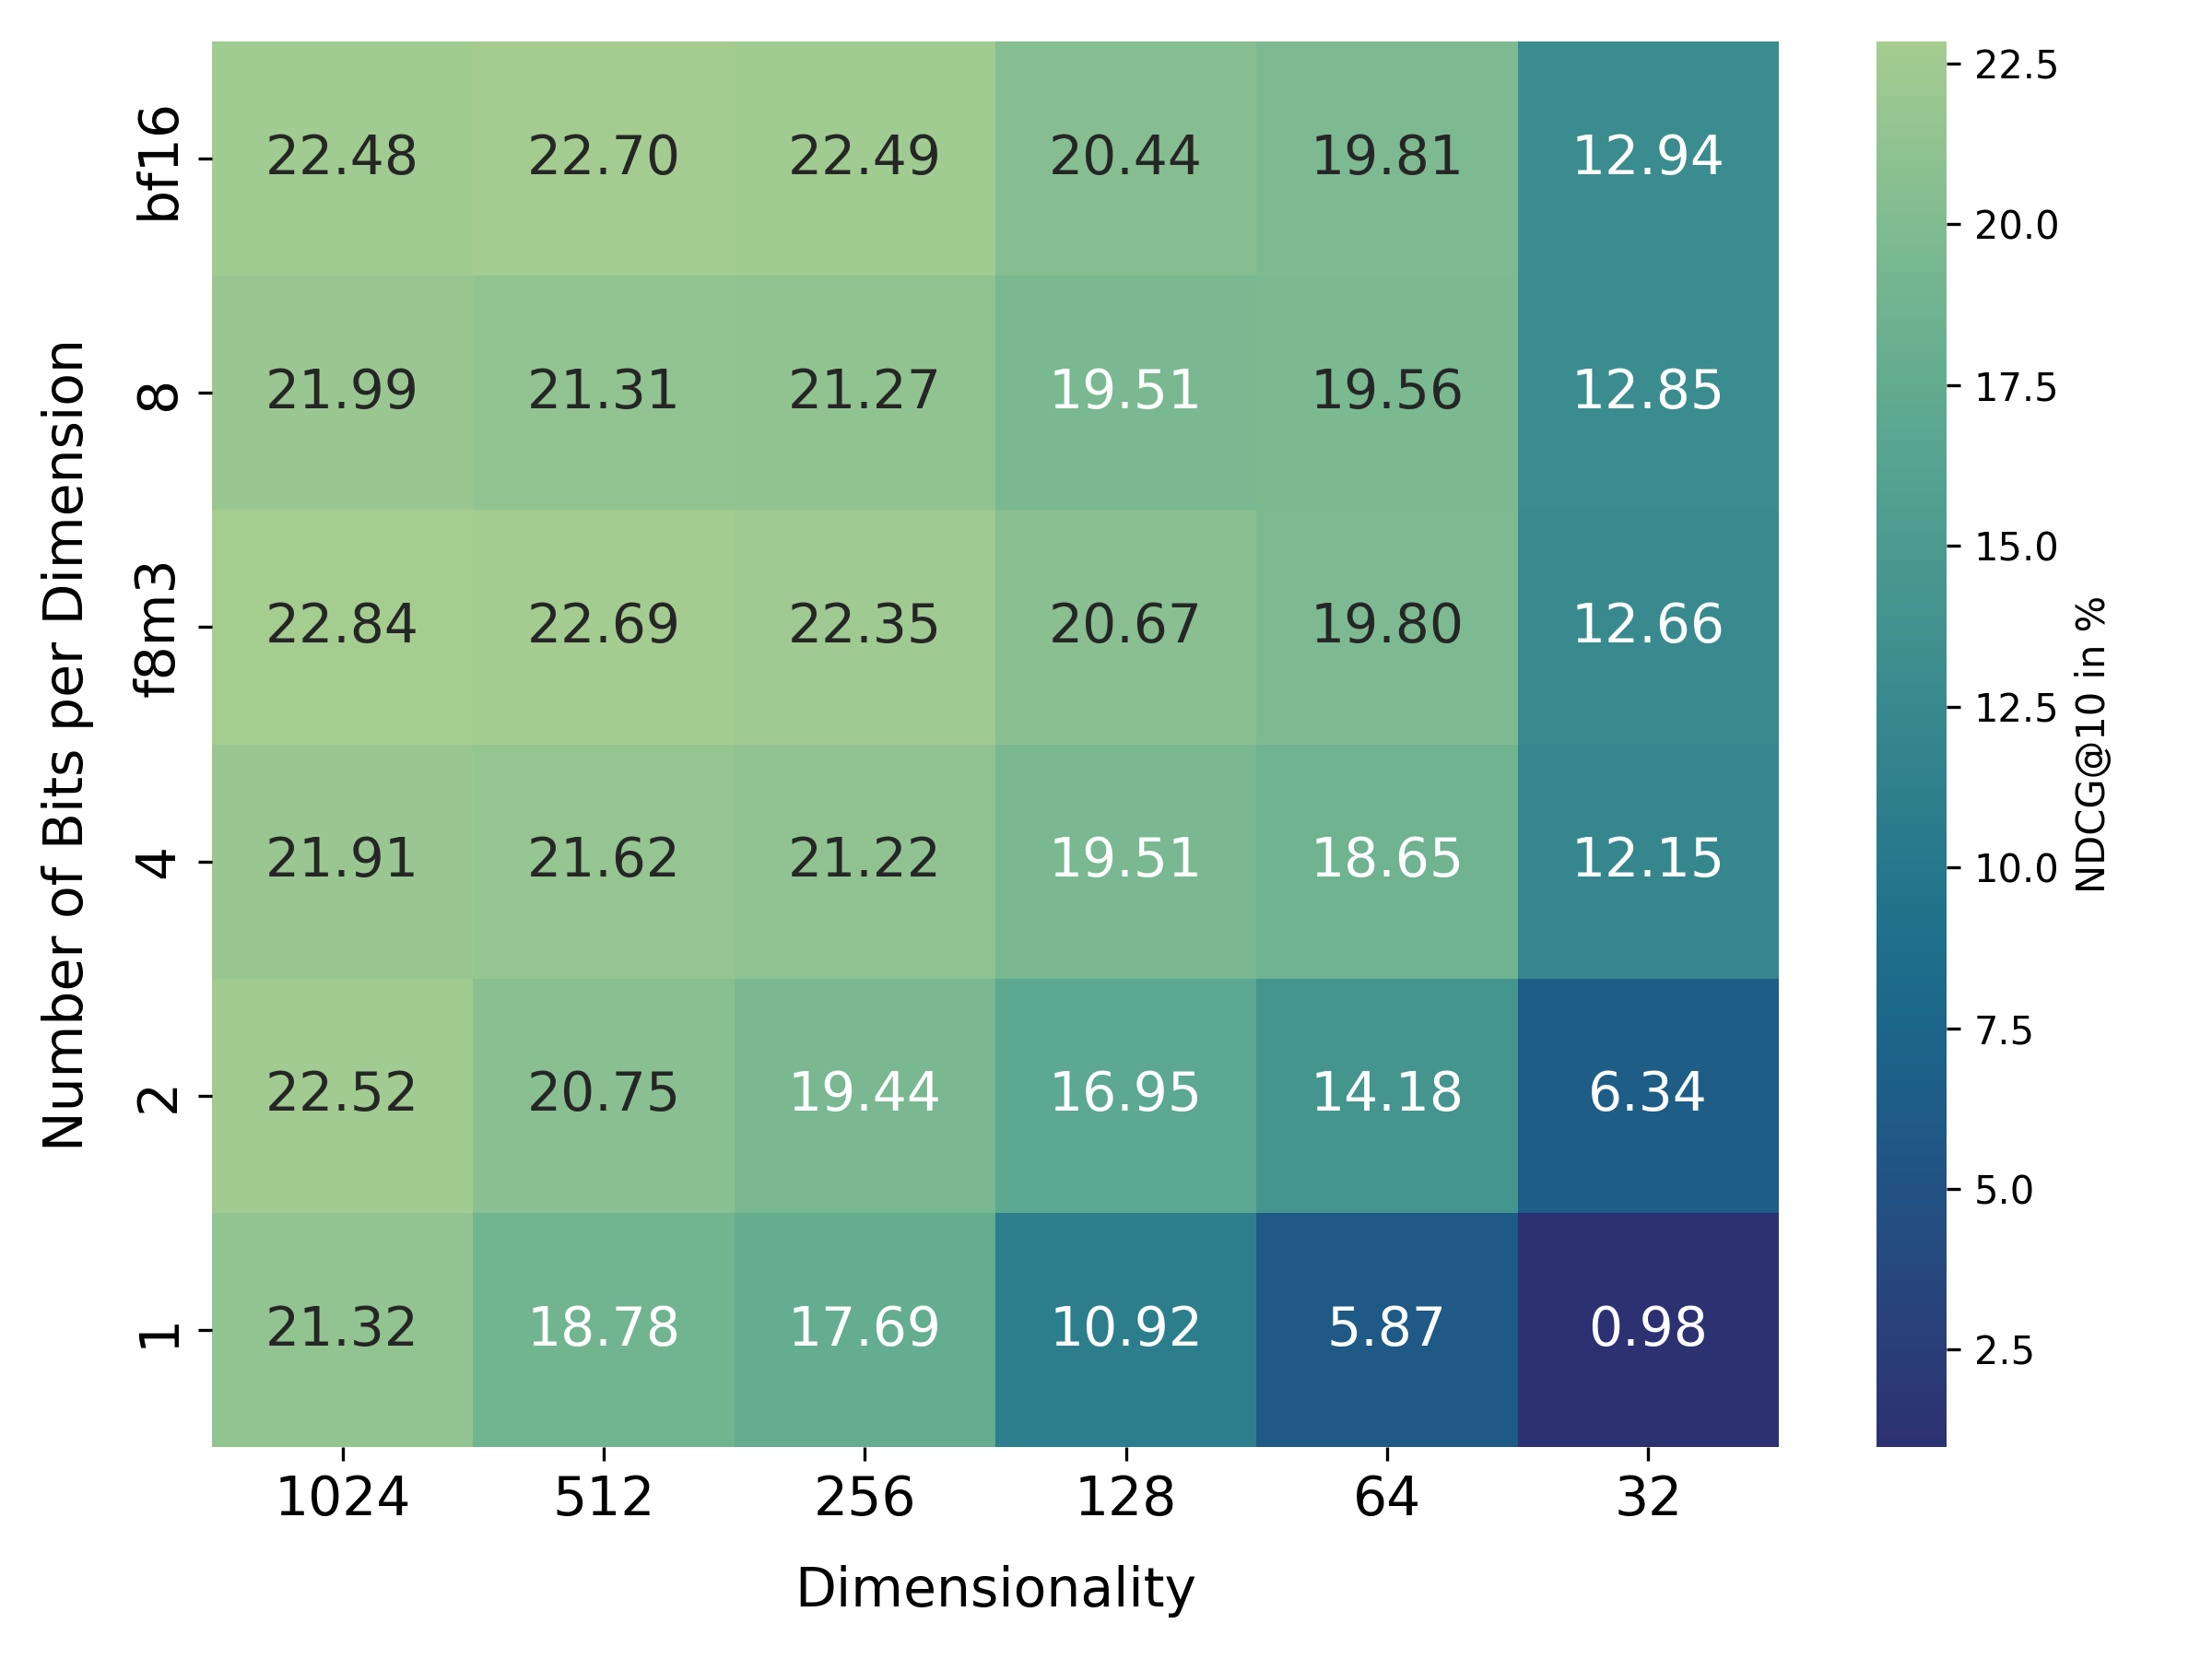 Number of Bits per Dimension
bf16 22.48 22.70 22.49 20.44 19.81 12.94
8 21.99 21.31 21.27 19.51 19.56 12.85
f8m3 22.84 22.69 22.35 20.67 19.80 12.66
4 21.91 21.62 21.22 19.51 18.65 12.15
2 22.52 20.75 19.44 16.95 14.18 6.34
1 21.32 18.78 17.69 10.92 5.87 0.98
1024 512 256 128 64 32
Dimensionality
22.5
20.0
17.5
15.0
12.5
10.0
7.5
5.0
2.5
NDCG@10 in %